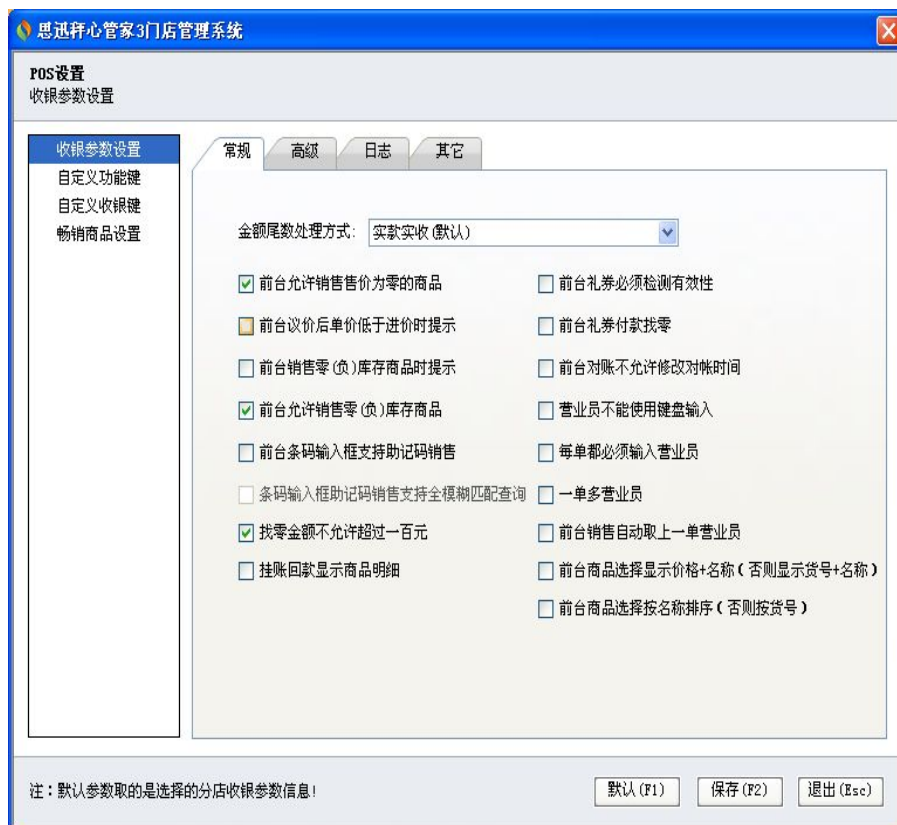 思迅秤心管家3门店管理系统
POS设置
收银参数设置
收银参数设置
自定义功能键
自定义收银键
畅销商品设置
常规 高级 日志 其它
金额尾数处理方式: 实款实收(默认)
前台允许销售售价为零的商品 前台礼券必须检测有效性
前台议价后单价低于进价时提示 前台礼券付款找零
前台销售零(负)库存商品时提示 前台对账不允许修改对帐时间
前台允许销售零(负)库存商品 营业员不能使用键盘输入
前台条码输入框支持助记码销售 每单都必须输入营业员
条码输入框助记码销售支持全模糊匹配查询 一单多营业员
找零金额不允许超过一百元 前台销售自动取上一单营业员
挂账回款显示商品明细 前台商品选择显示价格+名称(否则显示货号+名称)
前台商品选择按名称排序(否则按货号)
注:默认参数取的是选择的分店收银参数信息!
默认(F1) 保存(F2) 退出(Esc)